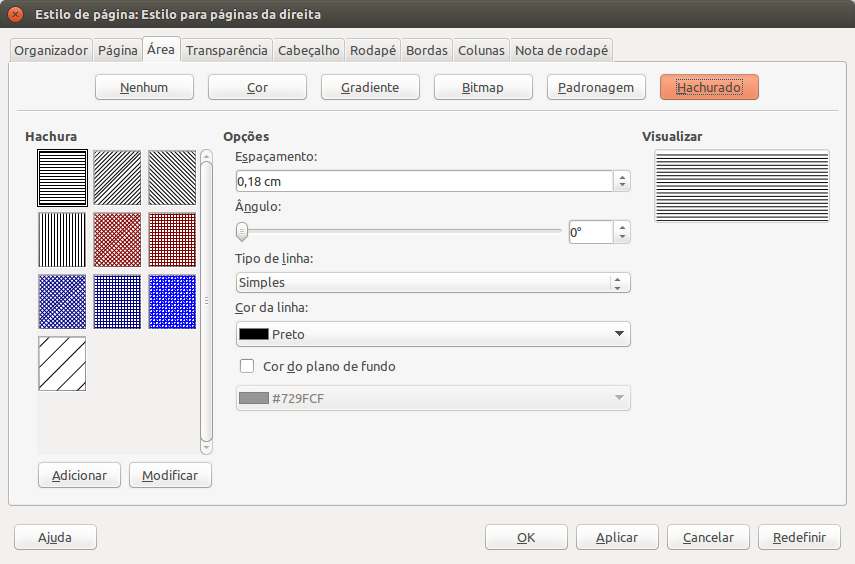 Estilo de página: Estilo para páginas da direita
Organizador Página Área Transparência Cabeçalho Rodapé Bordas Colunas Nota de rodapé
Nenhum Cor Gradiente Bitmap Padronagem Hachurado
Hachura Opções Visualizar
Espaçamento:
0,18 cm
Ângulo:
0°
Tipo de linha:
Simples
Cor da linha:
Preto
Cor do plano de fundo
#729FCF
Adicionar Modificar
Ajuda OK Aplicar Cancelar Redefinir